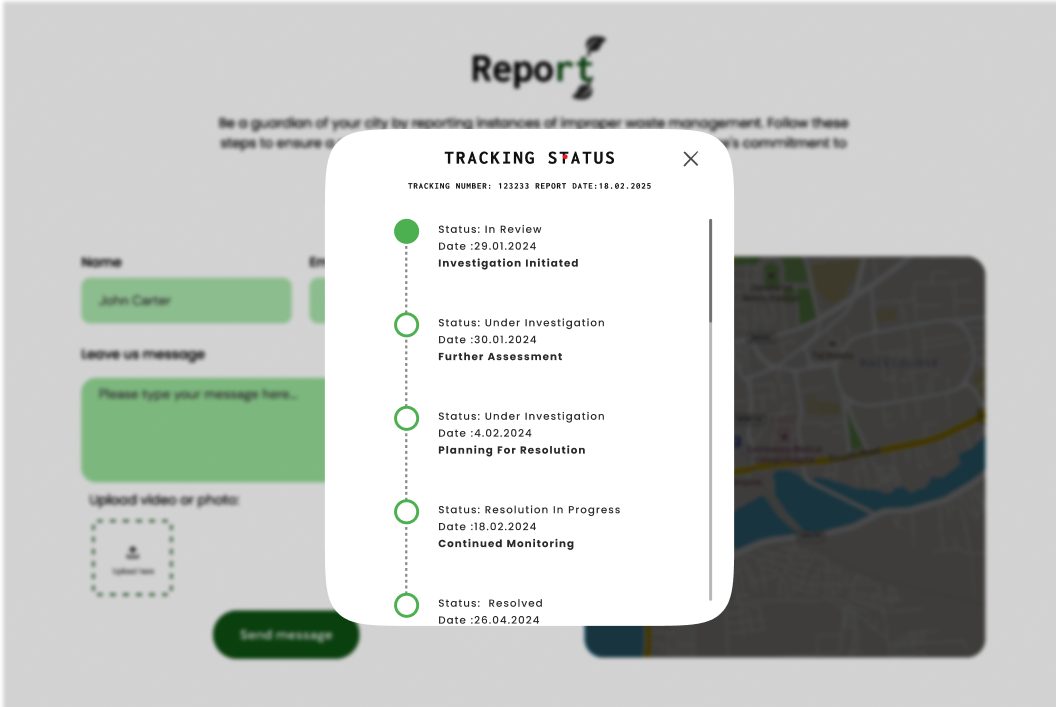 Report
Be a guardian of your city by reporting instances of improper waste management. Follow these
steps to ensure a
's commitment to
TRACKING STATUS
TRACKING NUMBER: 123233 REPORT DATE:18.02.2025
Status: In Review
Date :29.01.2024
Investigation Initiated
Status: Under Investigation
Date :30.01.2024
Further Assessment
Status: Under Investigation
Date :4.02.2024
Planning For Resolution
Status: Resolution In Progress
Date :18.02.2024
Continued Monitoring
Status:  Resolved
Date :26.04.2024
Name
Em
John Carter
Leave us message
Please type your message here...
Upload video or photo:
Upload here
Send message